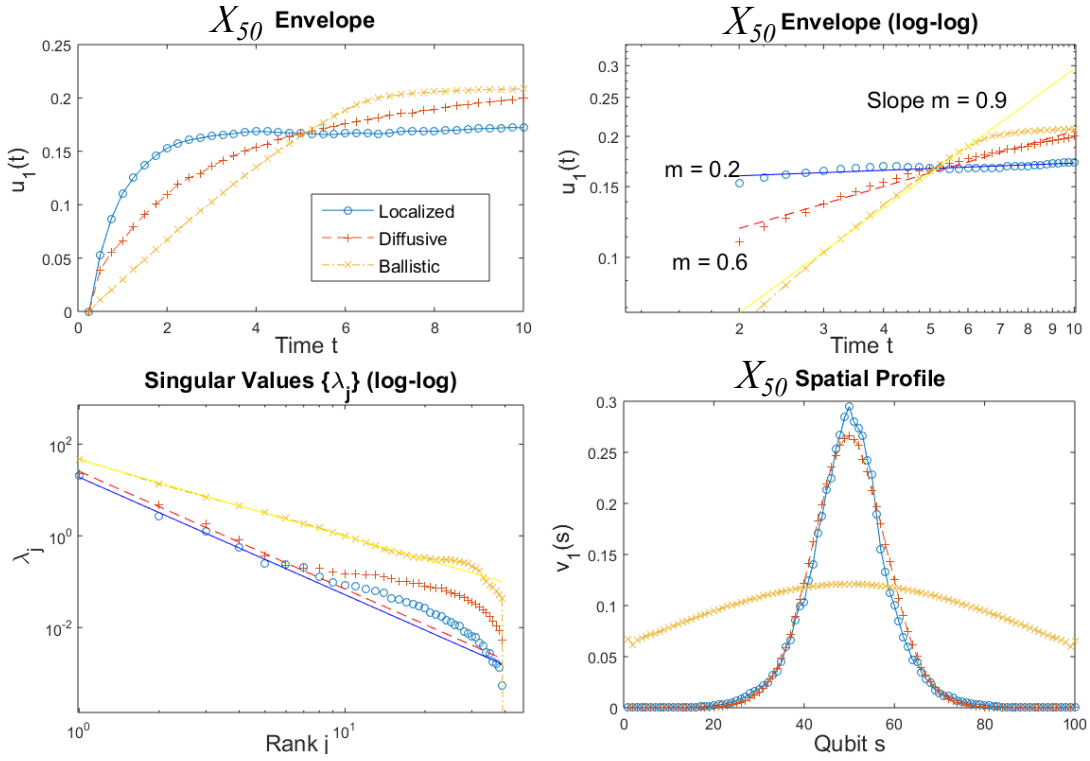 X50 Envelope
u1(t)
0.25
0.2
0.15
0.1
0.05
0
0 2 4 6 8 10
Time t
Localized
Diffusive
Ballistic
X50 Envelope (log-log)
u1(t)
0.3
0.25
0.2
0.15
0.1
Slope m = 0.9
m = 0.2
m = 0.6
2 3 4 5 6 7 8 9 10
Time t
Singular Values {λj} (log-log)
λj
10^2
10^0
10^-2
10^0 10^1
Rank j
X50 Spatial Profile
v1(s)
0.3
0.25
0.2
0.15
0.1
0.05
0
0 20 40 60 80 100
Qubit s